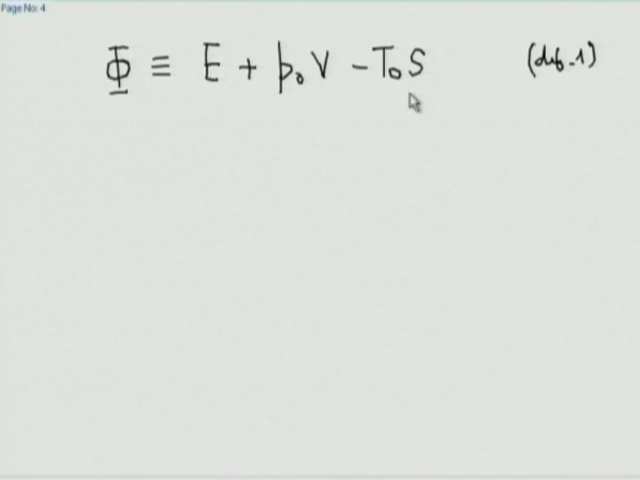 Page No: 4
Φ ≡ E + p₀V − T₀S (def. 1)